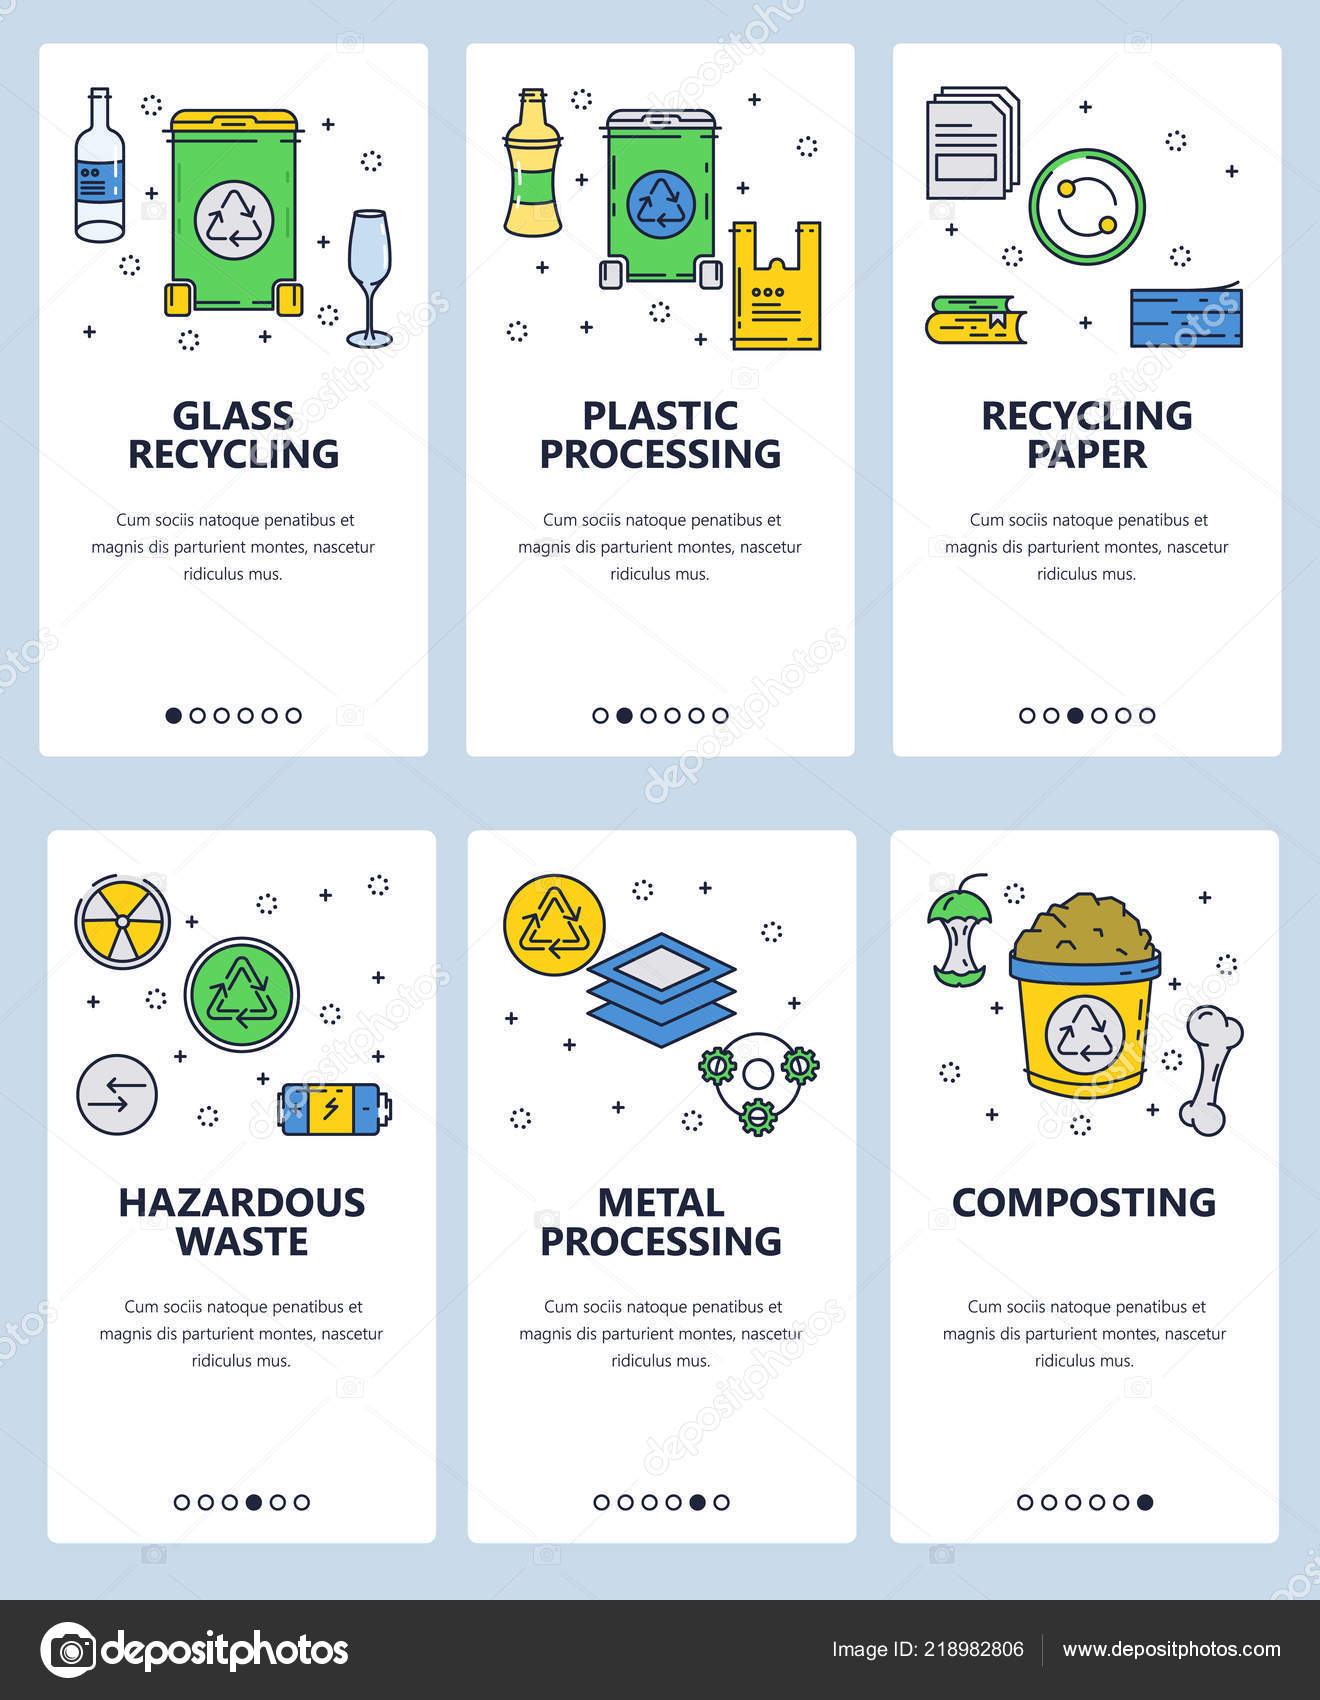 GLASS
RECYCLING
Cum sociis natoque penatibus et
magnis dis parturient montes, nascetur
ridiculus mus.
PLASTIC
PROCESSING
Cum sociis natoque penatibus et
magnis dis parturient montes, nascetur
ridiculus mus.
RECYCLING
PAPER
Cum sociis natoque penatibus et
magnis dis parturient montes, nascetur
ridiculus mus.
HAZARDOUS
WASTE
Cum sociis natoque penatibus et
magnis dis parturient montes, nascetur
ridiculus mus.
METAL
PROCESSING
Cum sociis natoque penatibus et
magnis dis parturient montes, nascetur
ridiculus mus.
COMPOSTING
Cum sociis natoque penatibus et
magnis dis parturient montes, nascetur
ridiculus mus.
depositphotos
Image ID: 218982806
www.depositphotos.com